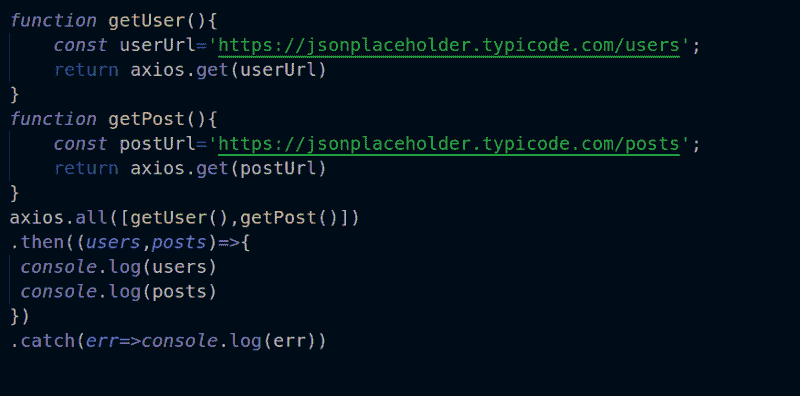 function getUser(){
    const userUrl='https://jsonplaceholder.typicode.com/users';
    return axios.get(userUrl)
}
function getPost(){
    const postUrl='https://jsonplaceholder.typicode.com/posts';
    return axios.get(postUrl)
}
axios.all([getUser(),getPost()])
.then((users,posts)=>{
 console.log(users)
 console.log(posts)
})
.catch(err=>console.log(err))